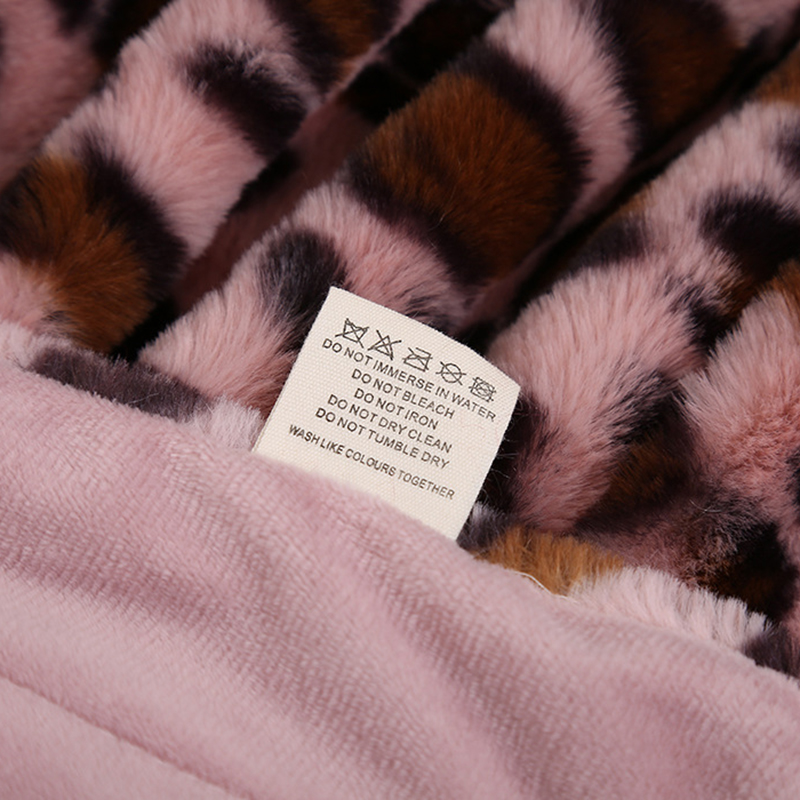 DO NOT IMMERSE IN WATER
DO NOT BLEACH
DO NOT IRON
DO NOT DRY CLEAN
DO NOT TUMBLE DRY
WASH LIKE COLOURS TOGETHER